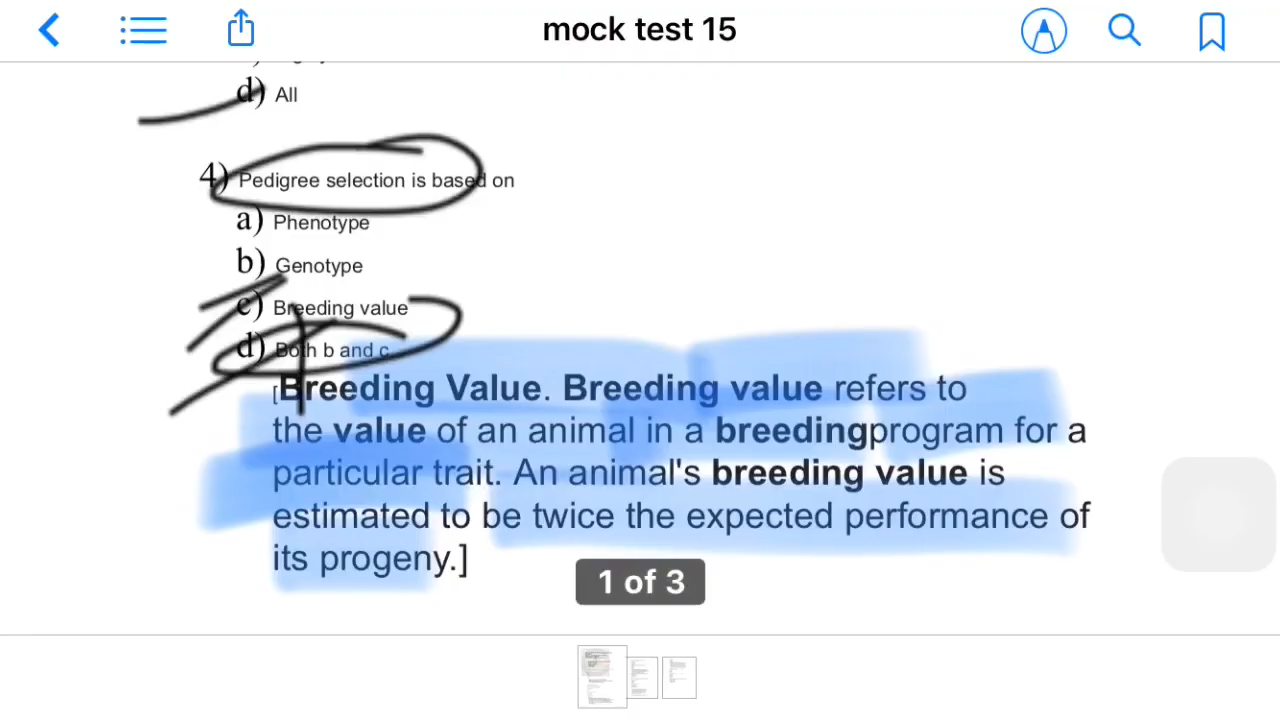 mock test 15
d) All
4) Pedigree selection is based on
a) Phenotype
b) Genotype
c) Breeding value
d) Both b and c
[Breeding Value. Breeding value refers to
the value of an animal in a breedingprogram for a
particular trait. An animal's breeding value is
estimated to be twice the expected performance of
its progeny.]
1 of 3